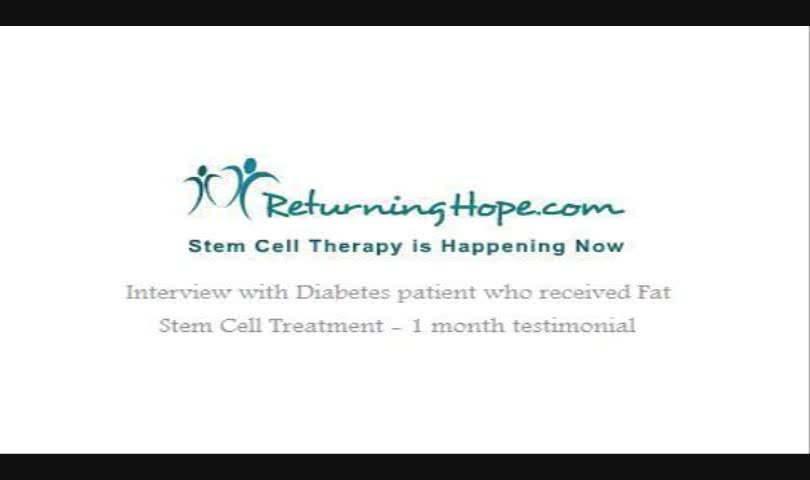 ReturningHope.com
Stem Cell Therapy is Happening Now
Interview with Diabetes patient who received Fat
Stem Cell Treatment - 1 month testimonial